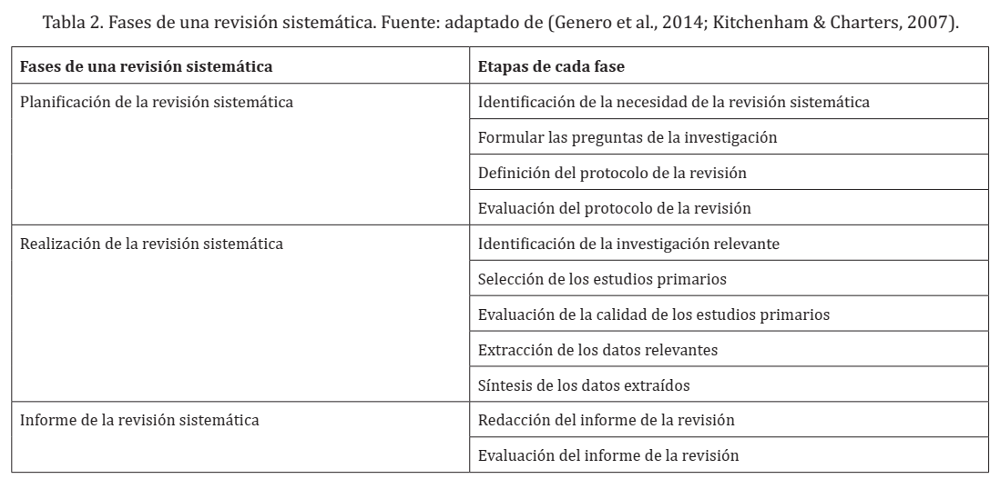 Tabla 2. Fases de una revisión sistemática. Fuente: adaptado de (Genero et al., 2014; Kitchenham & Charters, 2007).
Fases de una revisión sistemática
Etapas de cada fase
Planificación de la revisión sistemática
Identificación de la necesidad de la revisión sistemática
Formular las preguntas de la investigación
Definición del protocolo de la revisión
Evaluación del protocolo de la revisión
Realización de la revisión sistemática
Identificación de la investigación relevante
Selección de los estudios primarios
Evaluación de la calidad de los estudios primarios
Extracción de los datos relevantes
Síntesis de los datos extraídos
Informe de la revisión sistemática
Redacción del informe de la revisión
Evaluación del informe de la revisión